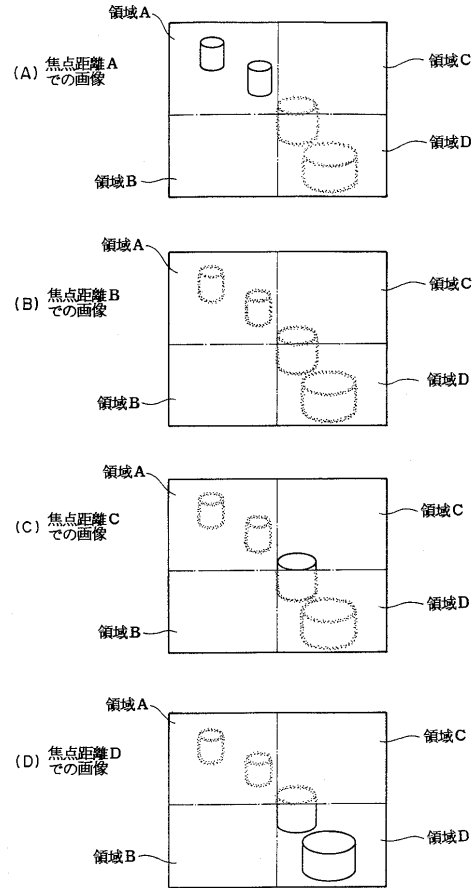 領域A
(A) 焦点距離A
での画像
領域C
領域D
領域B
領域A
(B) 焦点距離B
での画像
領域C
領域D
領域B
領域A
(C) 焦点距離C
での画像
領域C
領域D
領域B
領域A
(D) 焦点距離D
での画像
領域C
領域D
領域B